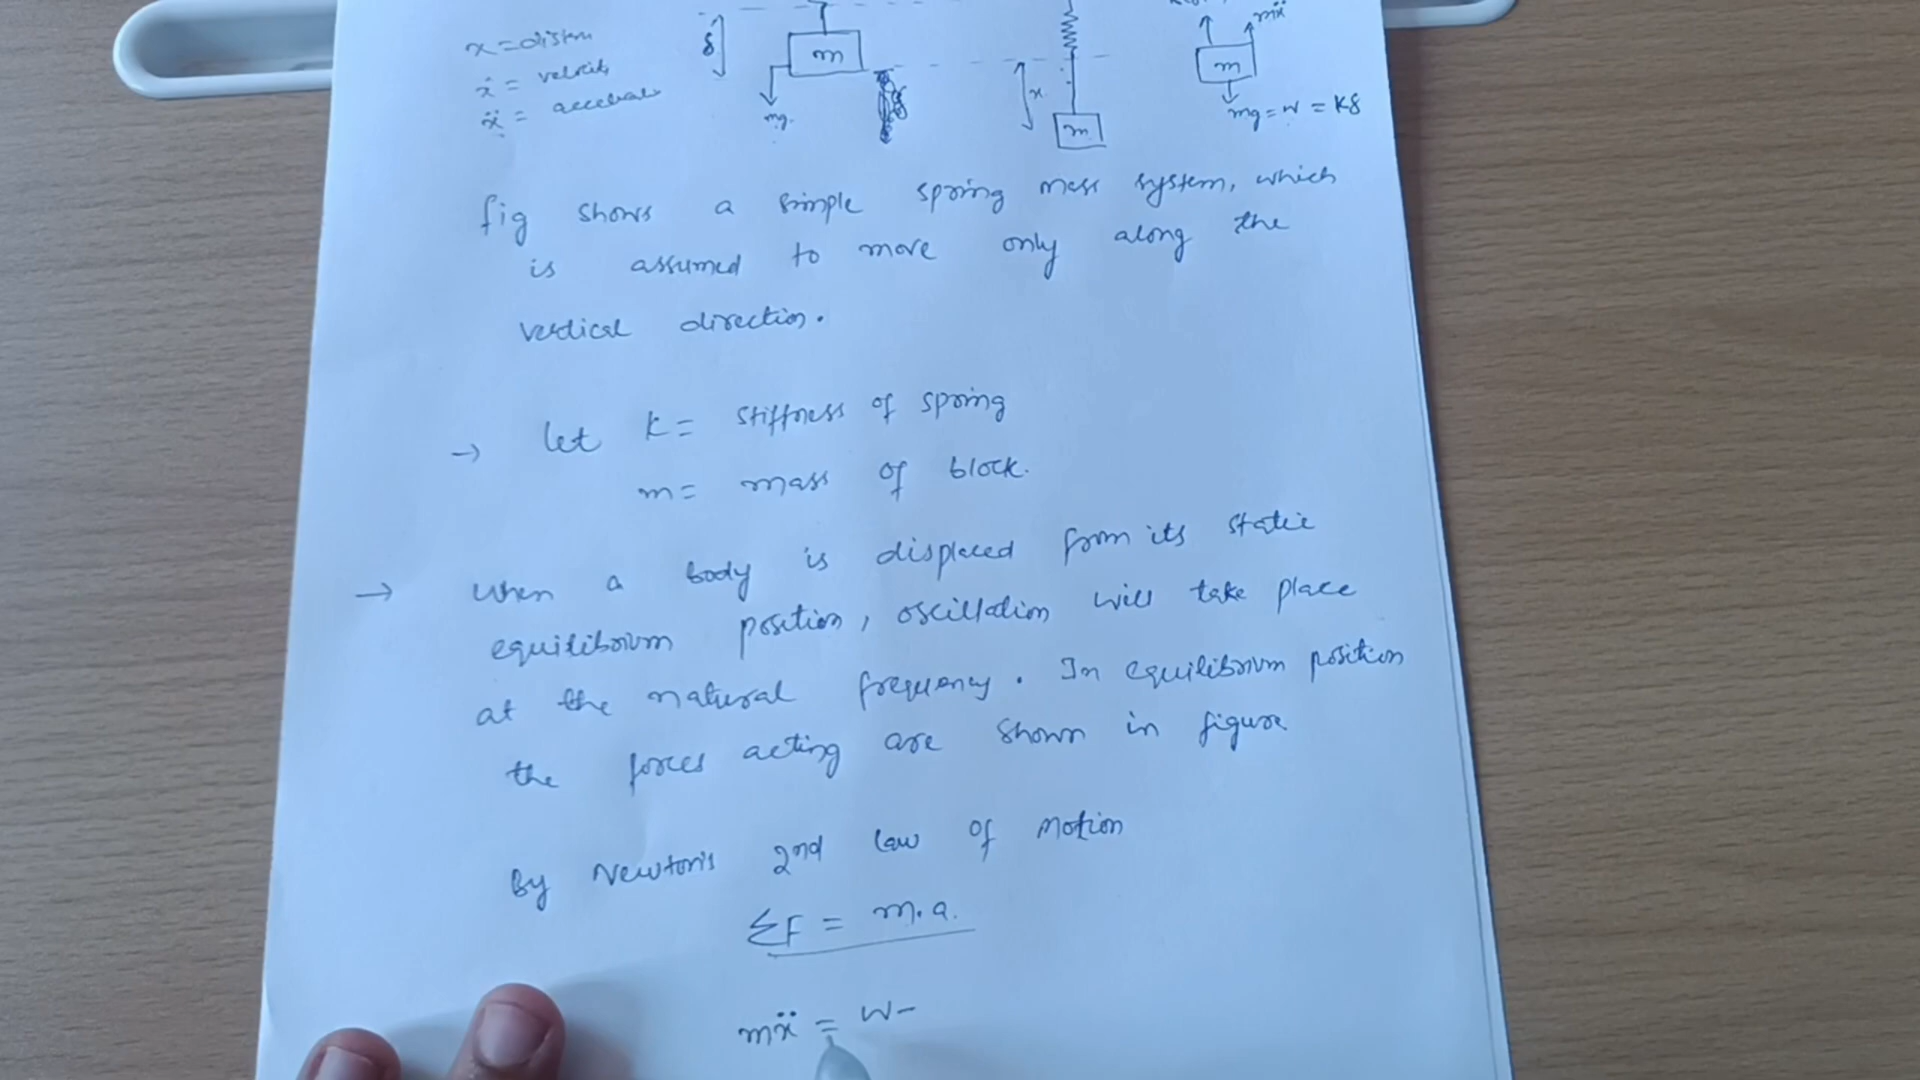 x =
ẋ =
ẍ =
δ
m
mg.
x
m
mẍ
m
mg = w = Kδ
fig shows a simple spring mass system, which
is assumed to move only along the
vertical direction.
→ let k = stiffness of spring
m = mass of block.
→ when a body is displaced from its static
equilibrium position, oscillation will take place
at the natural frequency. In equilibrium position
the forces acting are shown in figure
By Newton's 2nd law of motion
ΣF = m.a.
mẍ = W -